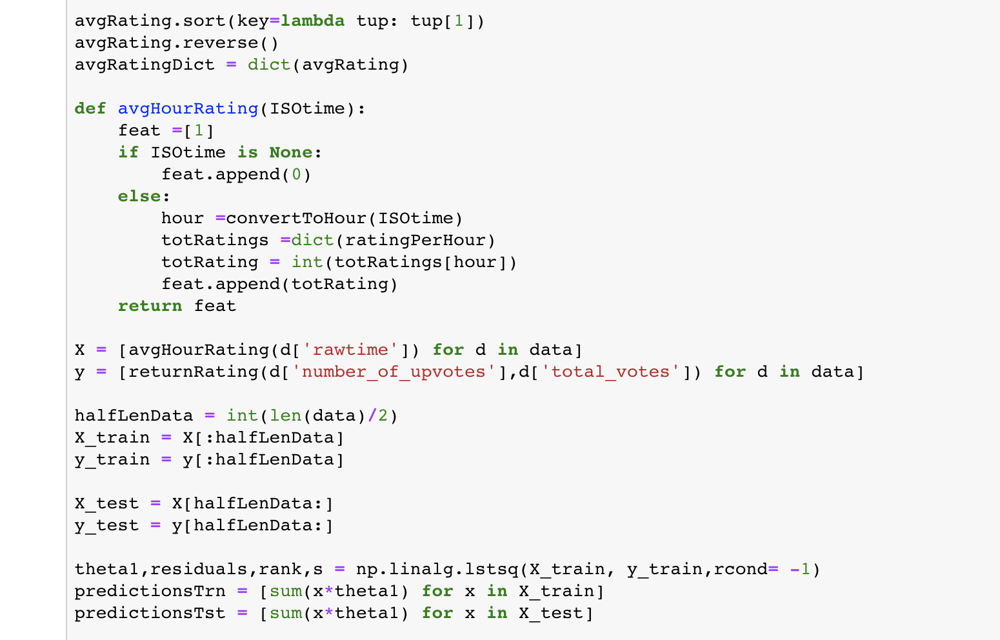 avgRating.sort(key=lambda tup: tup[1])
avgRating.reverse()
avgRatingDict = dict(avgRating)

def avgHourRating(ISOtime):
    feat =[1]
    if ISOtime is None:
        feat.append(0)
    else:
        hour =convertToHour(ISOtime)
        totRatings =dict(ratingPerHour)
        totRating = int(totRatings[hour])
        feat.append(totRating)
    return feat

X = [avgHourRating(d['rawtime']) for d in data]
y = [returnRating(d['number_of_upvotes'],d['total_votes']) for d in data]

halfLenData = int(len(data)/2)
X_train = X[:halfLenData]
y_train = y[:halfLenData]

X_test = X[halfLenData:]
y_test = y[halfLenData:]

theta1,residuals,rank,s = np.linalg.lstsq(X_train, y_train,rcond= -1)
predictionsTrn = [sum(x*theta1) for x in X_train]
predictionsTst = [sum(x*theta1) for x in X_test]